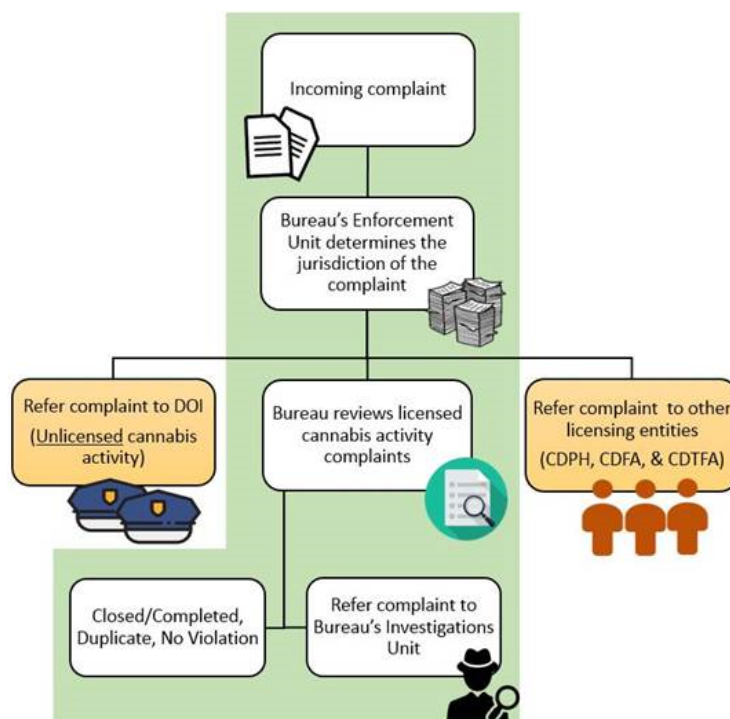 Incoming complaint
Bureau's Enforcement
Unit determines the
jurisdiction of the
complaint
Refer complaint to DOI
(Unlicensed cannabis
activity)
Bureau reviews licensed
cannabis activity
complaints
Refer complaint to other
licensing entities
(CDPH, CDFA, & CDTFA)
Closed/Completed,
Duplicate, No Violation
Refer complaint to
Bureau's Investigations
Unit